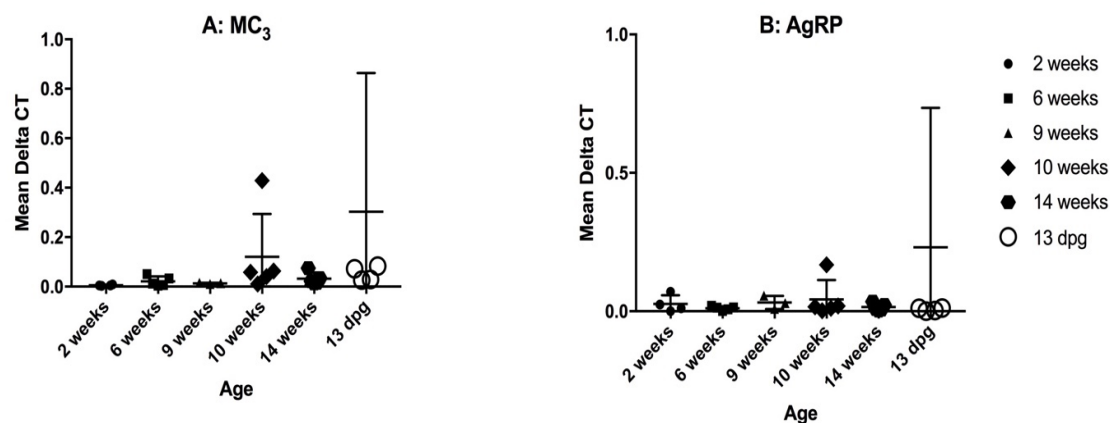 A: MC3
Mean Delta CT
1.0
0.8
0.6
0.4
0.2
0.0
2 weeks
6 weeks
9 weeks
10 weeks
14 weeks
13 dpg
Age
B: AgRP
Mean Delta CT
1.0
0.5
0.0
2 weeks
6 weeks
9 weeks
10 weeks
14 weeks
13 dpg
Age
2 weeks
6 weeks
9 weeks
10 weeks
14 weeks
13 dpg